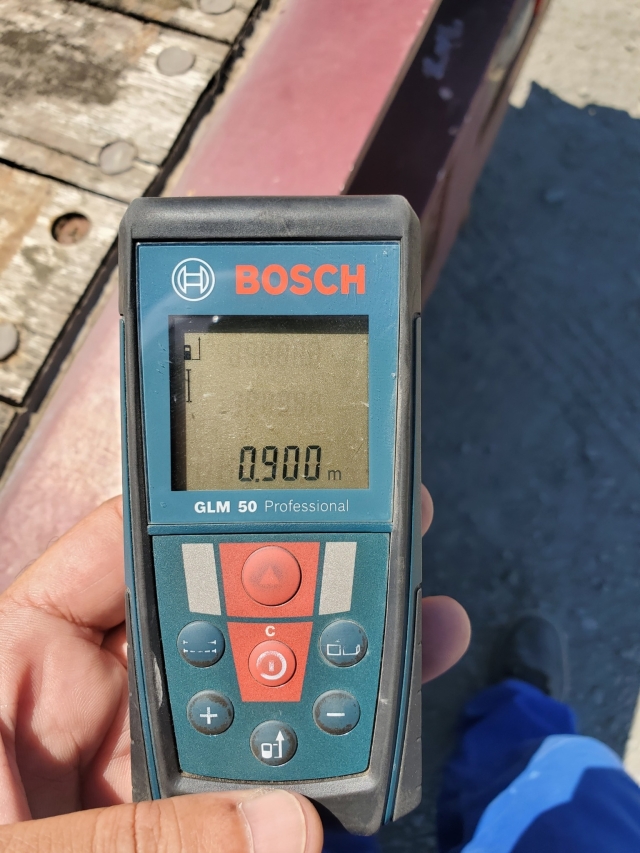 BOSCH
0.900 m
GLM 50 Professional
C
+
−